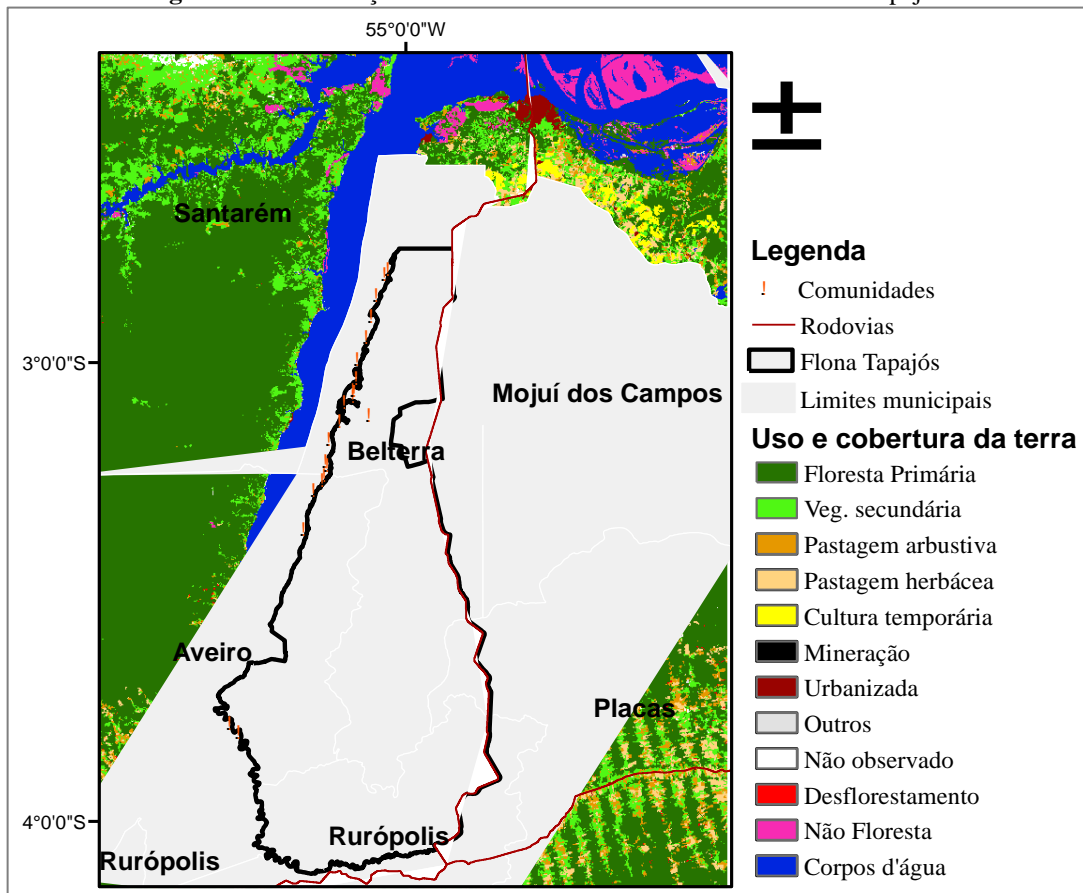 55°0'0"W
Santarém
3°0'0"S
Mojuí dos Campos
Belterra
Aveiro
Placas
4°0'0"S
Rurópolis
Rurópolis
Legenda
Comunidades
Rodovias
Flona Tapajós
Limites municipais
Uso e cobertura da terra
Floresta Primária
Veg. secundária
Pastagem arbustiva
Pastagem herbácea
Cultura temporária
Mineração
Urbanizada
Outros
Não observado
Desflorestamento
Não Floresta
Corpos d'água